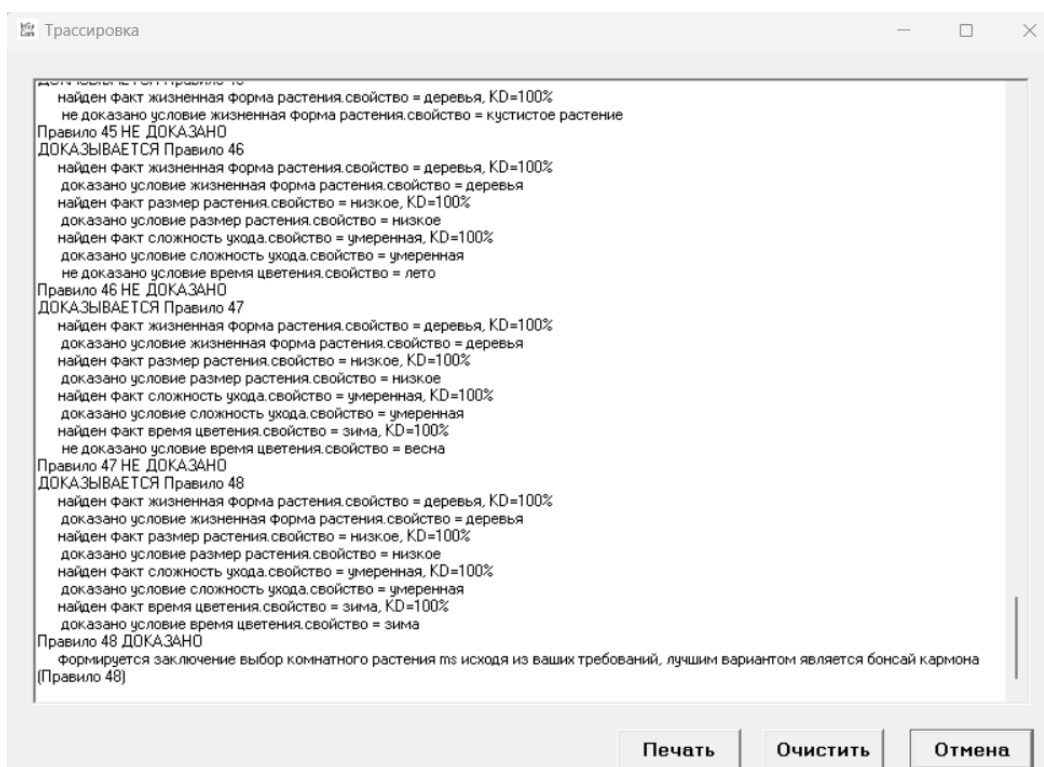 Трассировка
ДОКАЗЫВАЕТСЯ Правило 45
найден факт жизненная форма растения.свойство = деревья, KD=100%
не доказано условие жизненная форма растения.свойство = кустистое растение
Правило 45 НЕ ДОКАЗАНО
ДОКАЗЫВАЕТСЯ Правило 46
найден факт жизненная форма растения.свойство = деревья, KD=100%
доказано условие жизненная форма растения.свойство = деревья
найден факт размер растения.свойство = низкое, KD=100%
доказано условие размер растения.свойство = низкое
найден факт сложность ухода.свойство = умеренная, KD=100%
доказано условие сложность ухода.свойство = умеренная
не доказано условие время цветения.свойство = лето
Правило 46 НЕ ДОКАЗАНО
ДОКАЗЫВАЕТСЯ Правило 47
найден факт жизненная форма растения.свойство = деревья, KD=100%
доказано условие жизненная форма растения.свойство = деревья
найден факт размер растения.свойство = низкое, KD=100%
доказано условие размер растения.свойство = низкое
найден факт сложность ухода.свойство = умеренная, KD=100%
доказано условие сложность ухода.свойство = умеренная
найден факт время цветения.свойство = зима, KD=100%
не доказано условие время цветения.свойство = весна
Правило 47 НЕ ДОКАЗАНО
ДОКАЗЫВАЕТСЯ Правило 48
найден факт жизненная форма растения.свойство = деревья, KD=100%
доказано условие жизненная форма растения.свойство = деревья
найден факт размер растения.свойство = низкое, KD=100%
доказано условие размер растения.свойство = низкое
найден факт сложность ухода.свойство = умеренная, KD=100%
доказано условие сложность ухода.свойство = умеренная
найден факт время цветения.свойство = зима, KD=100%
доказано условие время цветения.свойство = зима
Правило 48 ДОКАЗАНО
Формируется заключение выбор комнатного растения ms исходя из ваших требований, лучшим вариантом является бонсай кармона
(Правило 48)
Печать Очистить Отмена